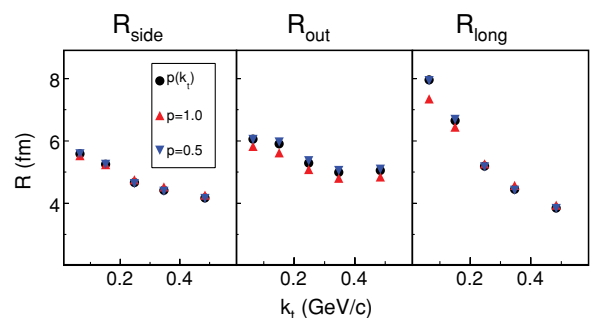 R_side R_out R_long
p(k_t)
p=1.0
p=0.5
R (fm)
8
6
4
0.2 0.4 0.2 0.4 0.2 0.4
k_t (GeV/c)